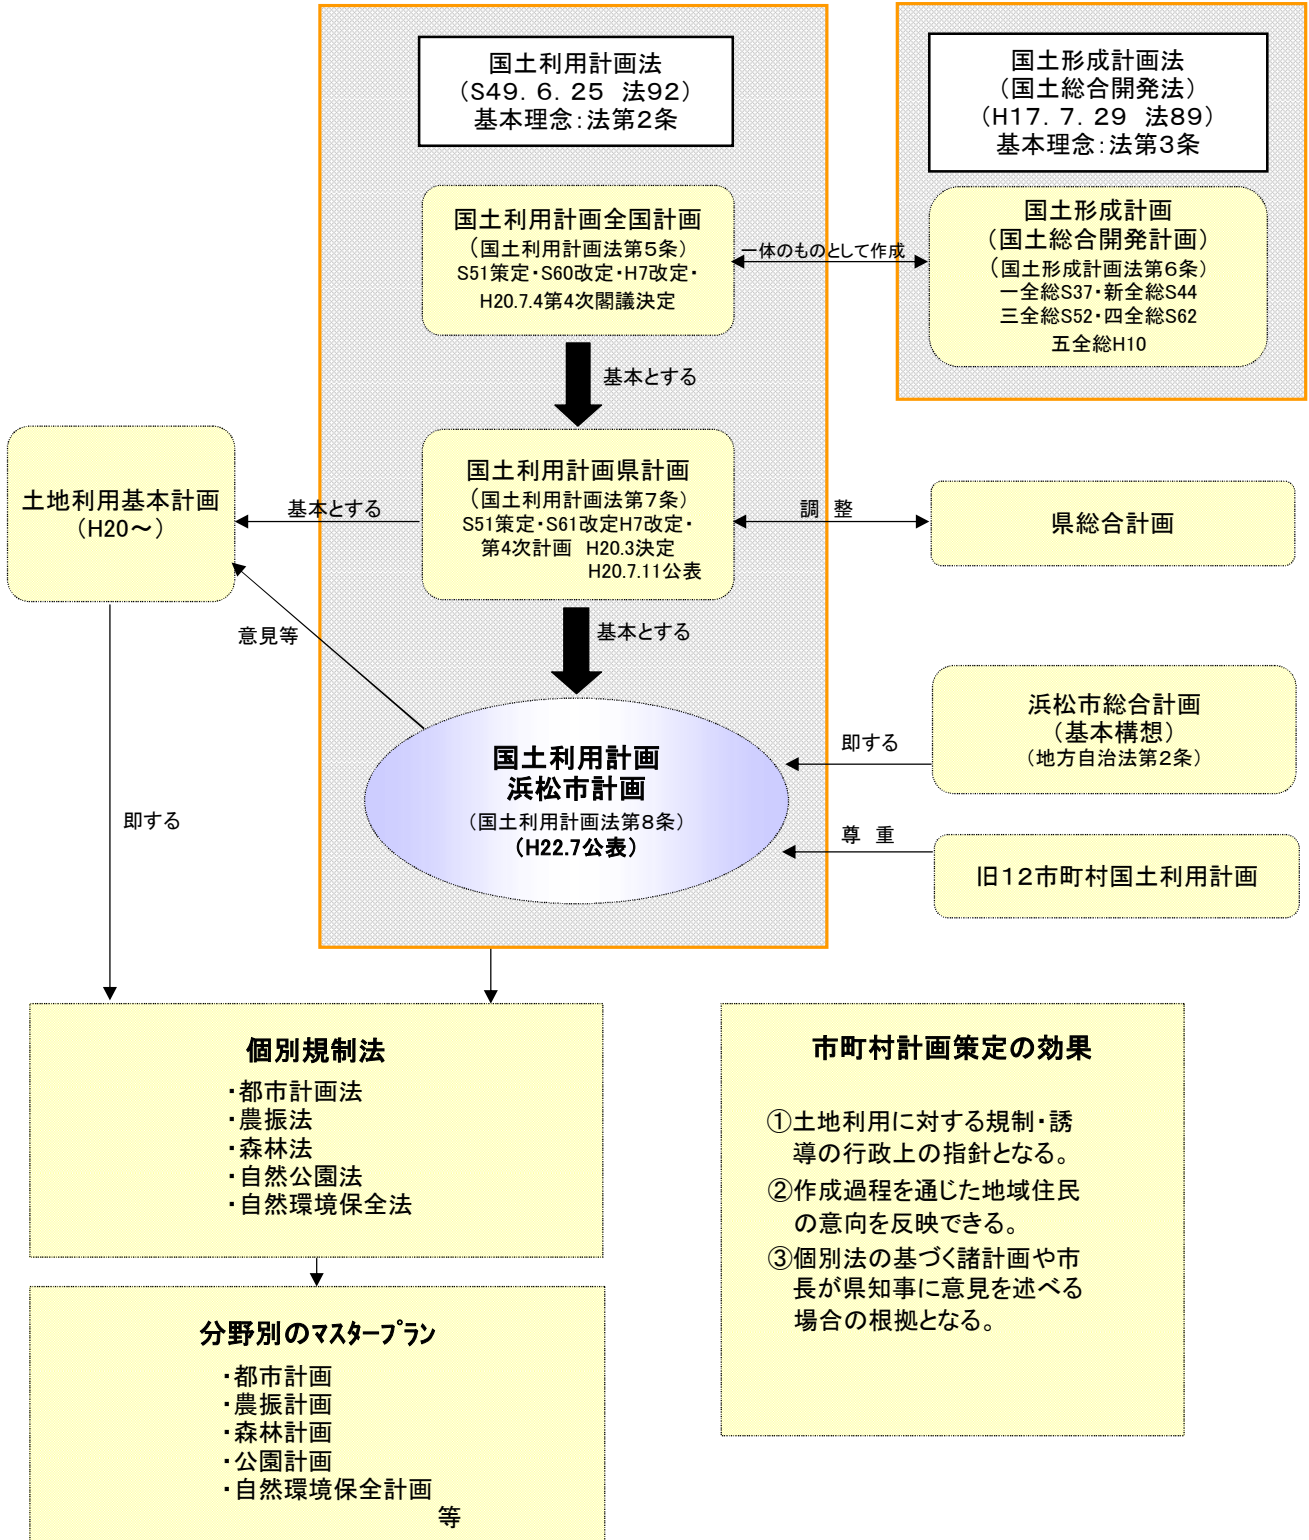 国土利用計画法
(S49. 6. 25 法92)
基本理念：法第2条
国土形成計画法
(国土総合開発法)
(H17. 7. 29 法89)
基本理念：法第3条
国土利用計画全国計画
(国土利用計画法第5条)
S51策定・S60改定・H7改定・
H20.7.4第4次閣議決定
一体のものとして作成
国土形成計画
(国土総合開発計画)
(国土形成計画法第6条)
一全総S37・新全総S44
三全総S52・四全総S62
五全総H10
基本とする
土地利用基本計画
(H20～)
基本とする
国土利用計画県計画
(国土利用計画法第7条)
S51策定・S61改定H7改定・
第4次計画 H20.3決定
H20.7.11公表
調 整
県総合計画
意見等
基本とする
国土利用計画
浜松市計画
(国土利用計画法第8条)
(H22.7公表)
即する
浜松市総合計画
(基本構想)
(地方自治法第2条)
尊 重
旧12市町村国土利用計画
即する
個別規制法
・都市計画法
・農振法
・森林法
・自然公園法
・自然環境保全法
分野別のマスタープラン
・都市計画
・農振計画
・森林計画
・公園計画
・自然環境保全計画
等
市町村計画策定の効果
①土地利用に対する規制・誘
導の行政上の指針となる。
②作成過程を通じた地域住民
の意向を反映できる。
③個別法の基づく諸計画や市
長が県知事に意見を述べる
場合の根拠となる。